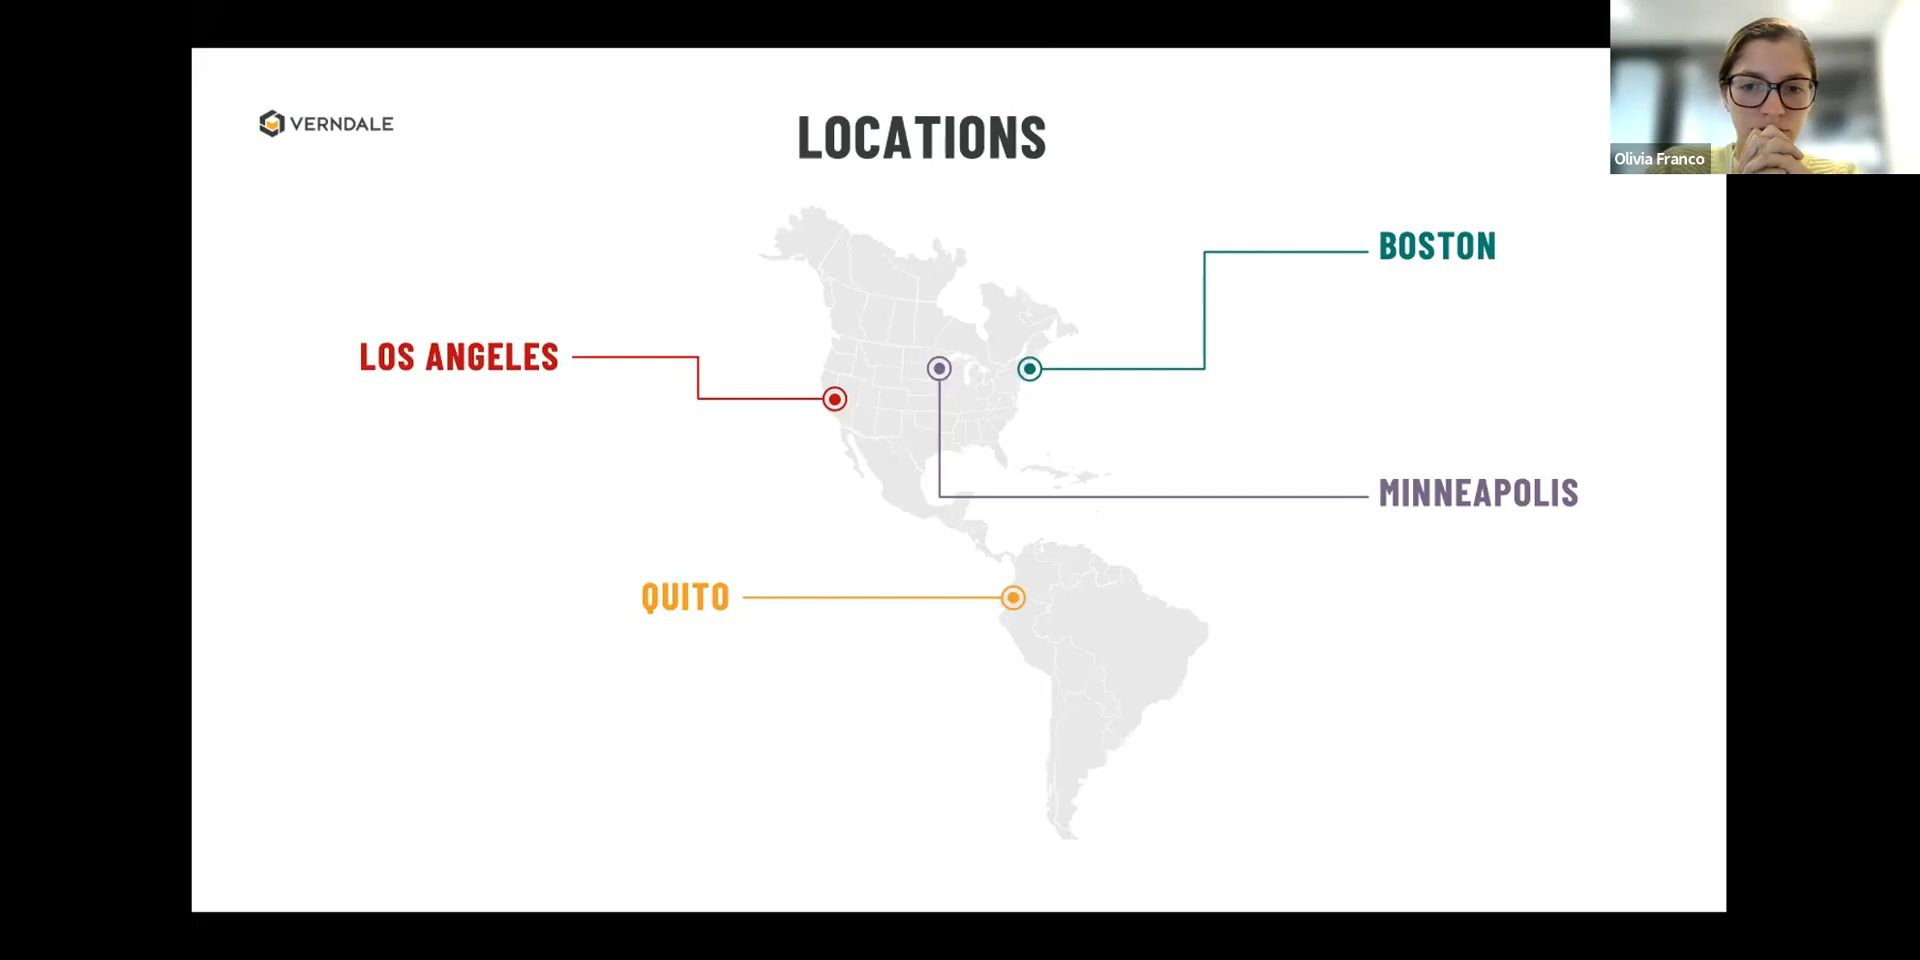 VERNDALE
LOCATIONS
Olivia Franco
BOSTON
LOS ANGELES
MINNEAPOLIS
QUITO